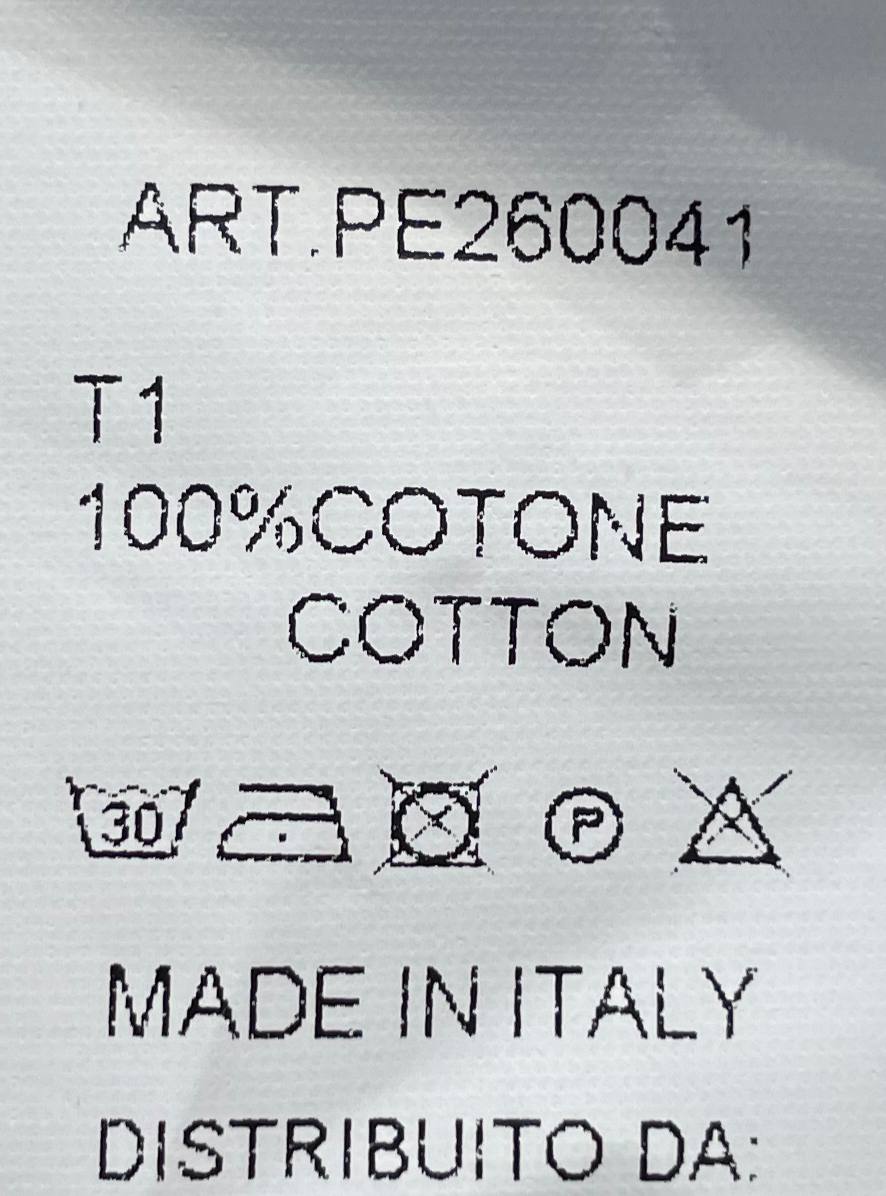 ART.PE260041
T1
100%COTONE
COTTON
30 P
MADE IN ITALY
DISTRIBUITO DA: